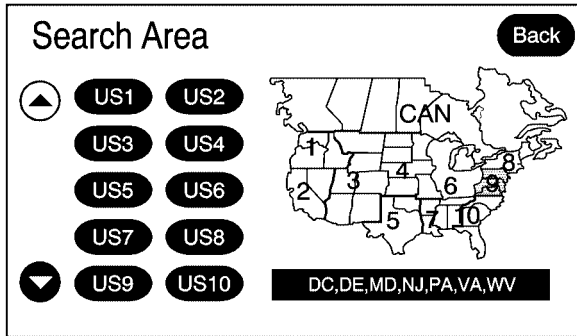 Search Area
Back
US1 US2
US3 US4
US5 US6
US7 US8
US9 US10
CAN
1
2
3
4
5
6
7
8
9
10
DC,DE,MD,NJ,PA,VA,WV